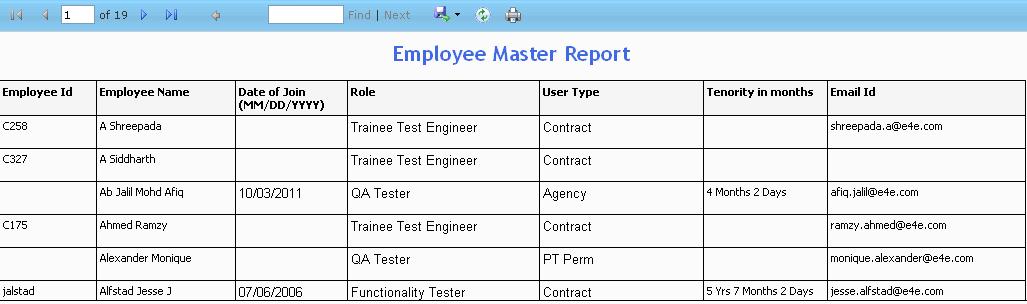 1 of 19 Find | Next
Employee Master Report
Employee Id Employee Name Date of Join (MM/DD/YYYY) Role User Type Tenority in months Email Id
C258 A Shreepada Trainee Test Engineer Contract shreepada.a@e4e.com
C327 A Siddharth Trainee Test Engineer Contract
Ab Jalil Mohd Afiq 10/03/2011 QA Tester Agency 4 Months 2 Days afiq.jalil@e4e.com
C175 Ahmed Ramzy Trainee Test Engineer Contract ramzy.ahmed@e4e.com
Alexander Monique QA Tester PT Perm monique.alexander@e4e.com
jalstad Alfstad Jesse J 07/06/2006 Functionality Tester Contract 5 Yrs 7 Months 2 Days jesse.alfstad@e4e.com